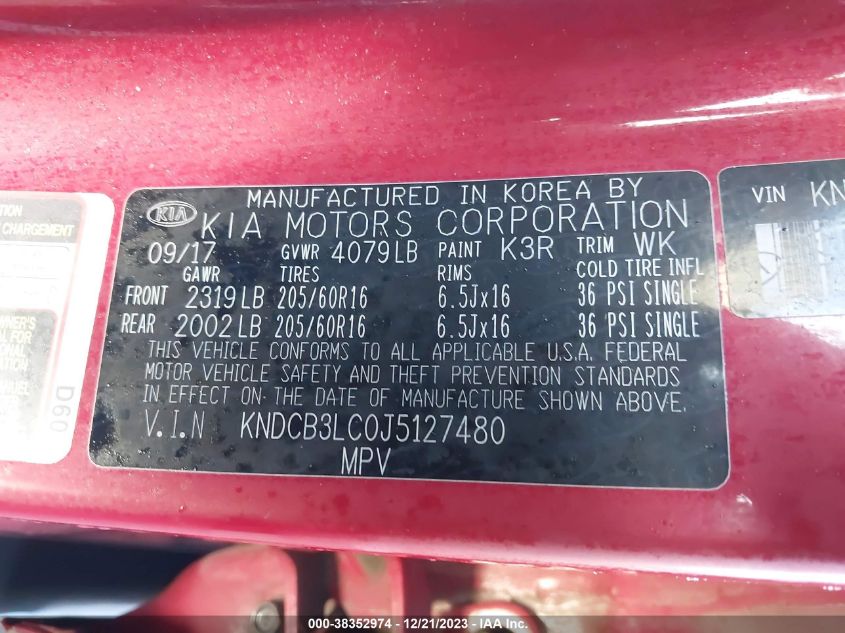 MANUFACTURED IN KOREA BY
KIA KIA MOTORS CORPORATION
09/17 GVWR 4079LB PAINT K3R TRIM WK
GAWR TIRES RIMS COLD TIRE INFL
FRONT 2319LB 205/60R16 6.5Jx16 36 PSI SINGLE
REAR 2002LB 205/60R16 6.5Jx16 36 PSI SINGLE
THIS VEHICLE CONFORMS TO ALL APPLICABLE U.S.A. FEDERAL
MOTOR VEHICLE SAFETY AND THEFT PREVENTION STANDARDS
IN EFFECT ON THE DATE OF MANUFACTURE SHOWN ABOVE.
V.I.N KNDCB3LC0J5127480
MPV
CHARGEMENT
D60
VIN KN
000-38352974 - 12/21/2023 - IAA Inc.